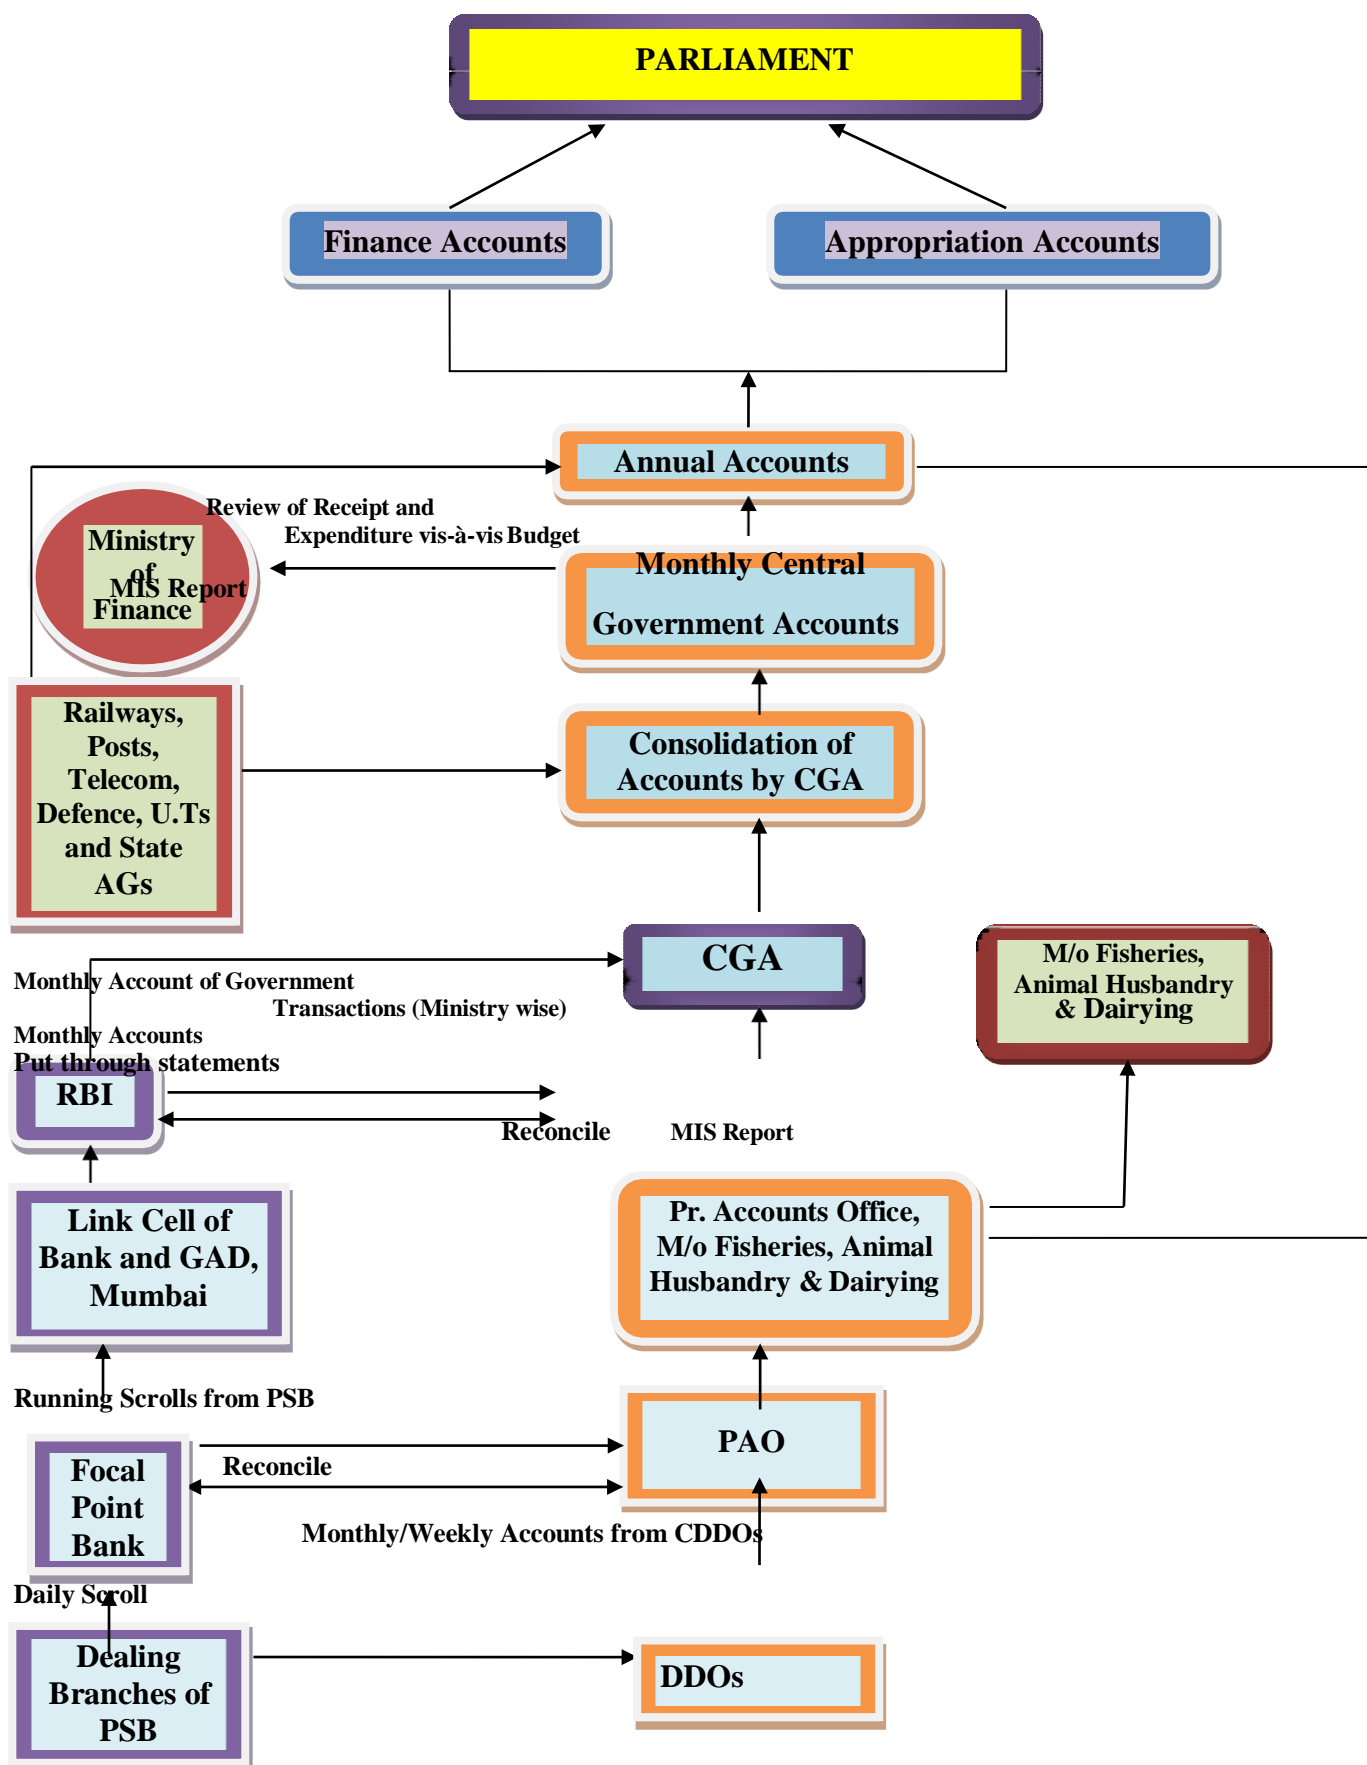 PARLIAMENT
Finance Accounts
Appropriation Accounts
Annual Accounts
Review of Receipt and
Expenditure vis-à-vis Budget
Ministry
of
Finance
MIS Report
Monthly Central
Government Accounts
Railways,
Posts,
Telecom,
Defence, U.Ts
and State
AGs
Consolidation of
Accounts by CGA
CGA
M/o Fisheries,
Animal Husbandry
& Dairying
Monthly Account of Government
Transactions (Ministry wise)
Monthly Accounts
Put through statements
RBI
Reconcile
MIS Report
Link Cell of
Bank and GAD,
Mumbai
Pr. Accounts Office,
M/o Fisheries, Animal
Husbandry & Dairying
Running Scrolls from PSB
PAO
Focal
Point
Bank
Reconcile
Monthly/Weekly Accounts from CDDOs
Daily Scroll
Dealing
Branches of
PSB
DDOs